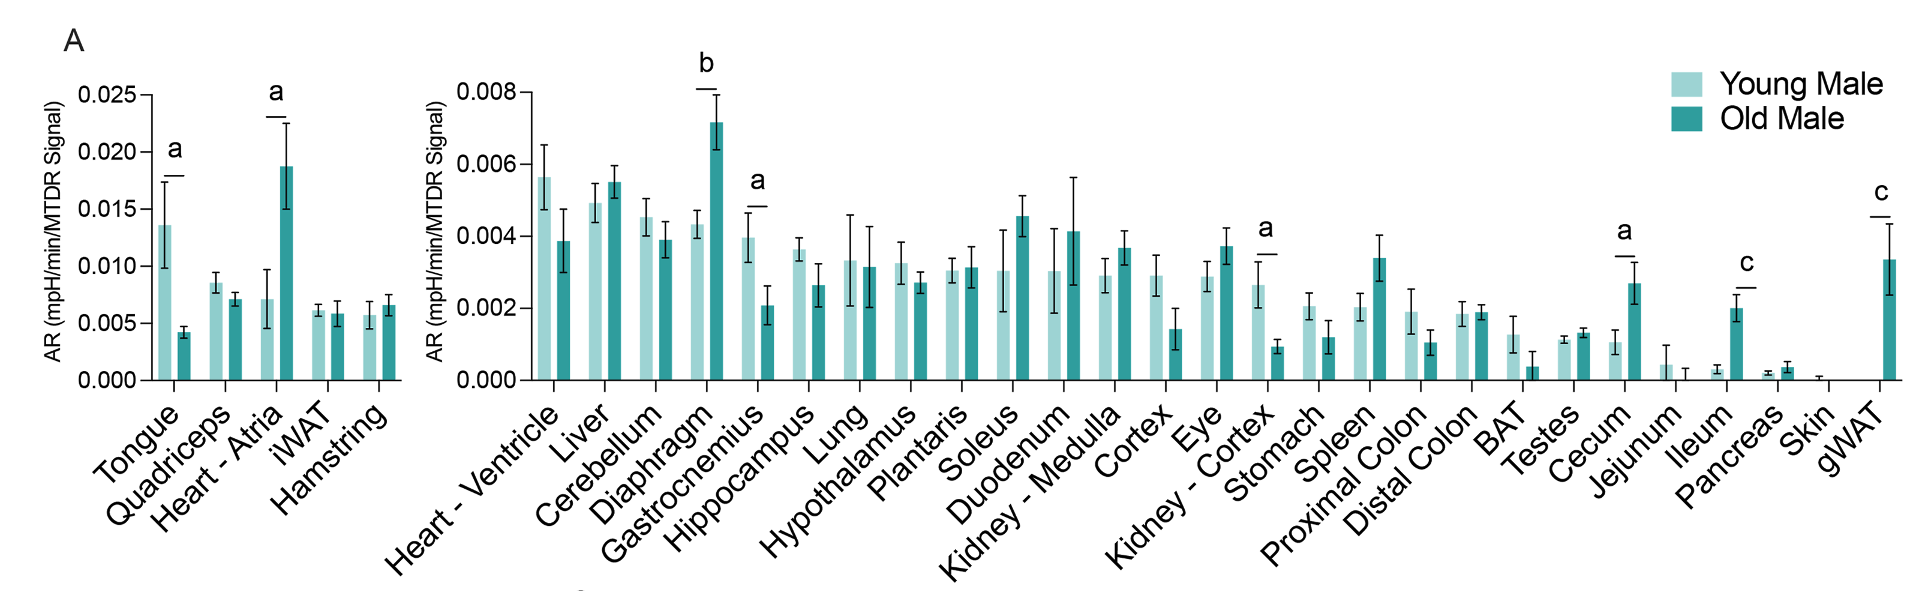 A
AR (mpH/min/MTDR Signal)
0.025
0.020
0.015
0.010
0.005
0.000
a
a
Tongue
Quadriceps
Heart - Atria
iWAT
Hamstring
AR (mpH/min/MTDR Signal)
0.008
0.006
0.004
0.002
0.000
b
a
a
a
c
c
Heart - Ventricle
Liver
Cerebellum
Diaphragm
Gastrocnemius
Hippocampus
Lung
Hypothalamus
Plantaris
Soleus
Duodenum
Kidney - Medulla
Cortex
Eye
Kidney - Cortex
Stomach
Spleen
Proximal Colon
Distal Colon
BAT
Testes
Cecum
Jejunum
Ileum
Pancreas
Skin
gWAT
Young Male
Old Male